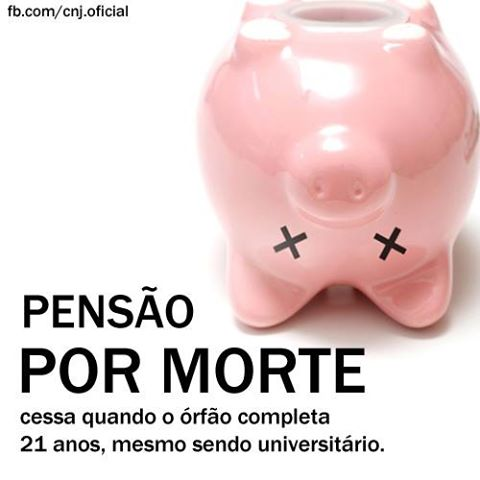 fb.com/cnj.oficial
PENSÃO
POR MORTE
cessa quando o órfão completa
21 anos, mesmo sendo universitário.